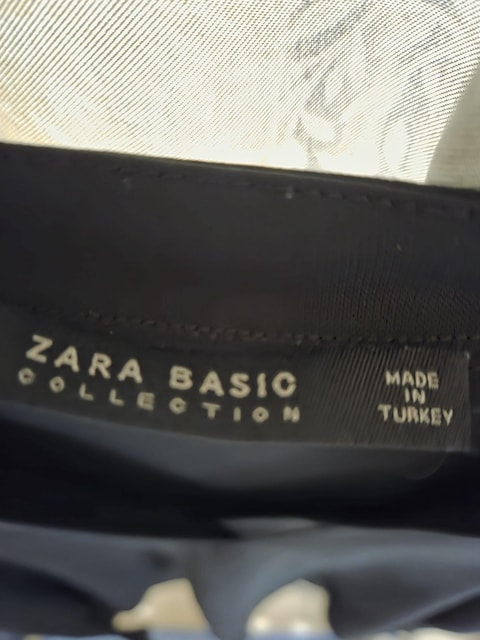 ZARA BASIC
COLLECTION
MADE
IN
TURKEY